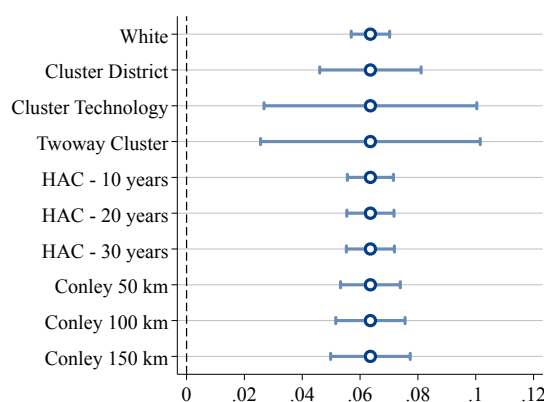 White
Cluster District
Cluster Technology
Twoway Cluster
HAC - 10 years
HAC - 20 years
HAC - 30 years
Conley 50 km
Conley 100 km
Conley 150 km
0 .02 .04 .06 .08 .1 .12